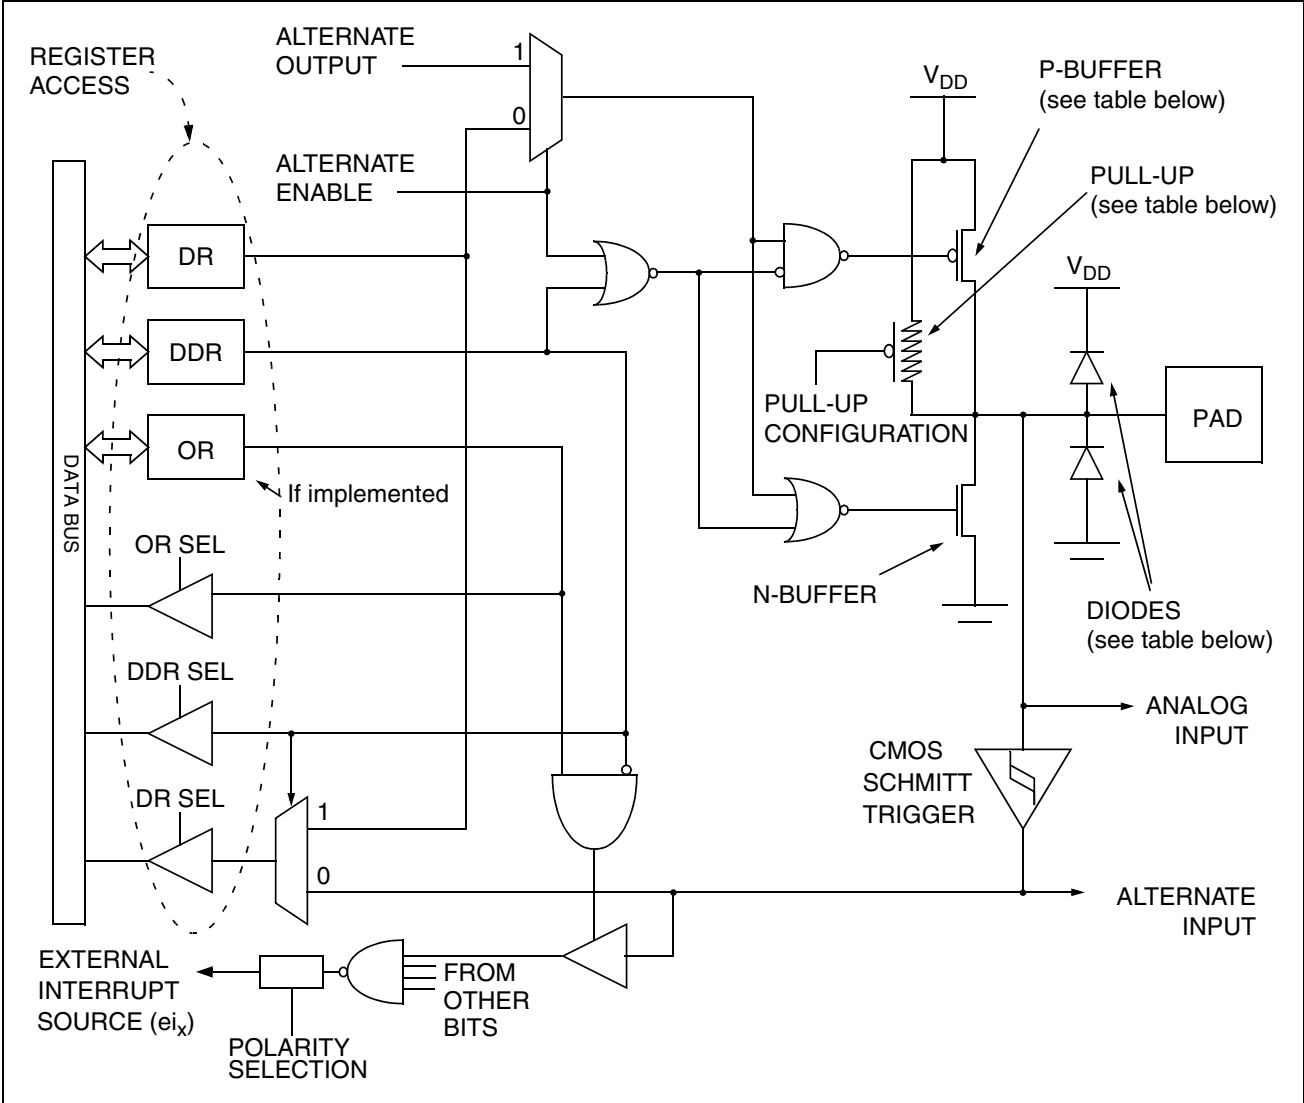 REGISTER
ACCESS
ALTERNATE
OUTPUT
1
0
ALTERNATE
ENABLE
VDD
P-BUFFER
(see table below)
PULL-UP
(see table below)
VDD
DR
DDR
OR
If implemented
DATA BUS
PULL-UP
CONFIGURATION
PAD
OR SEL
N-BUFFER
DIODES
(see table below)
DDR SEL
ANALOG
INPUT
CMOS
SCHMITT
TRIGGER
DR SEL
1
0
ALTERNATE
INPUT
EXTERNAL
INTERRUPT
SOURCE (eix)
FROM
OTHER
BITS
POLARITY
SELECTION